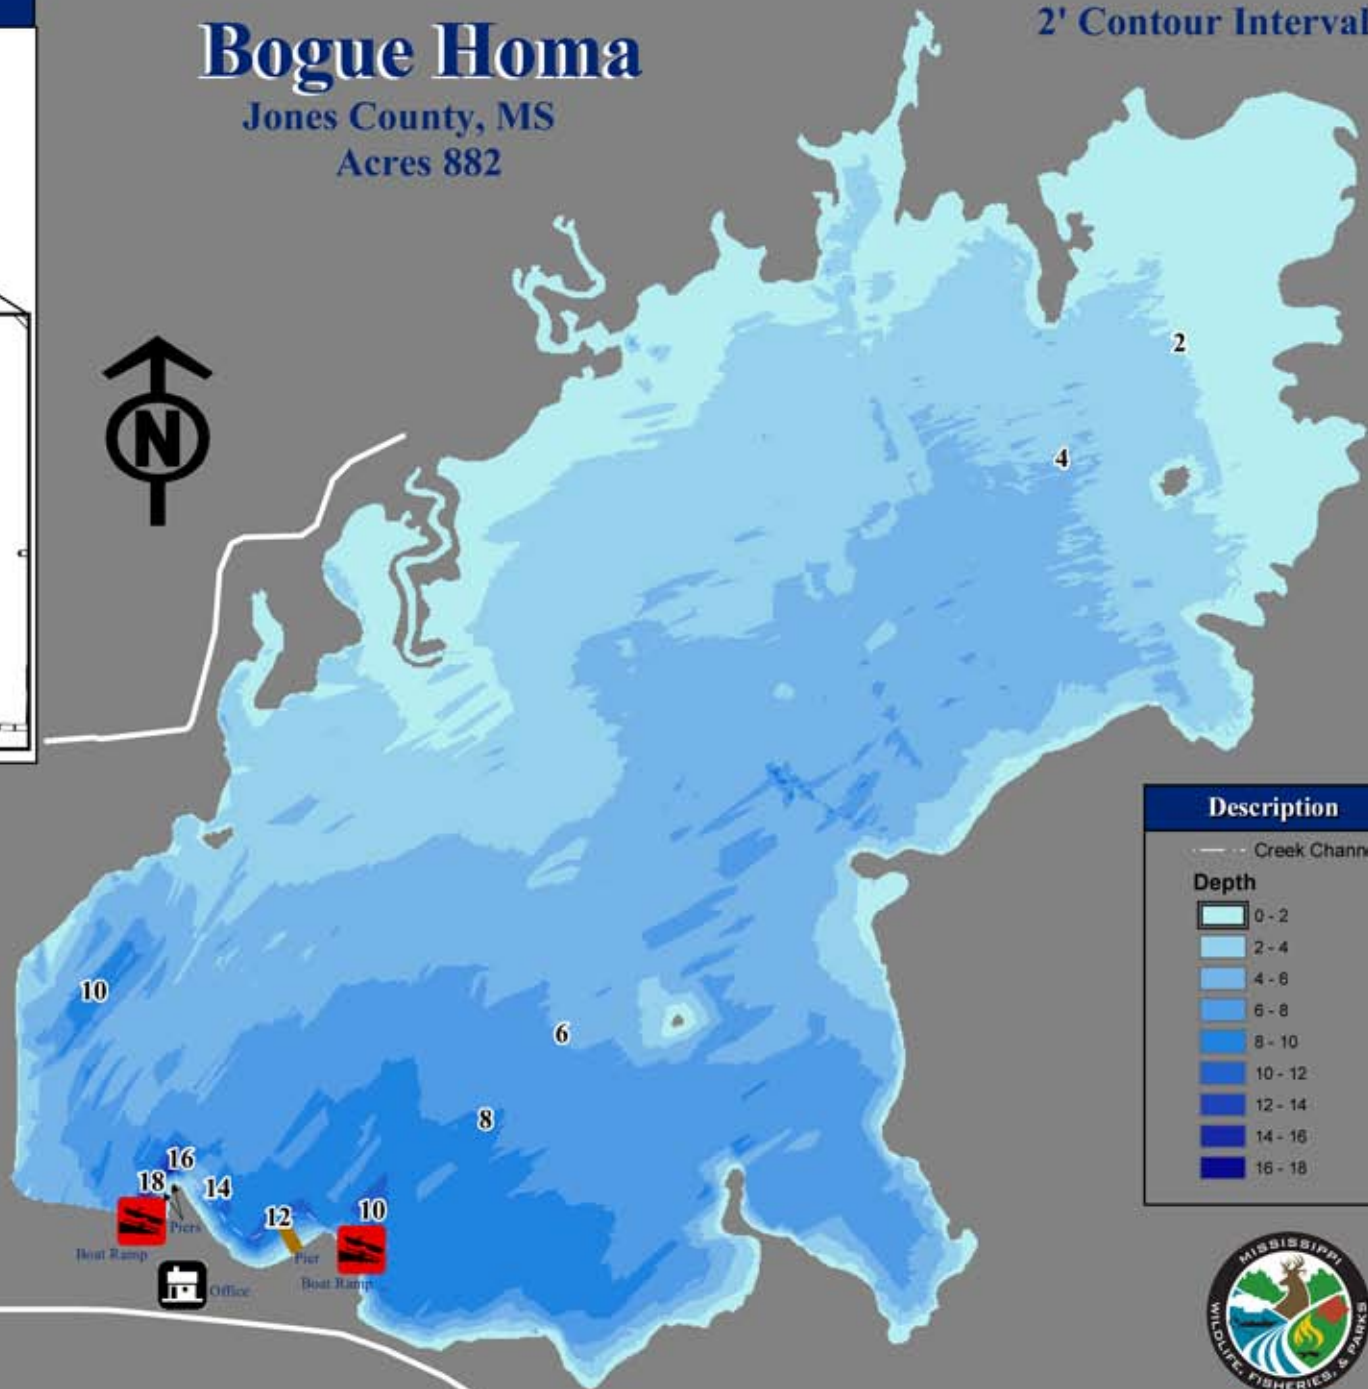 Bogue Homa
Jones County, MS
Acres 882
2' Contour Interval
N
2
4
10
6
8
16
18
14
12
10
Piers
Boat Ramp
Pier
Boat Ramp
Office
Description
Creek Chann
Depth
0 - 2
2 - 4
4 - 6
6 - 8
8 - 10
10 - 12
12 - 14
14 - 16
16 - 18
MISSISSIPPI
WILDLIFE, FISHERIES, & PARKS